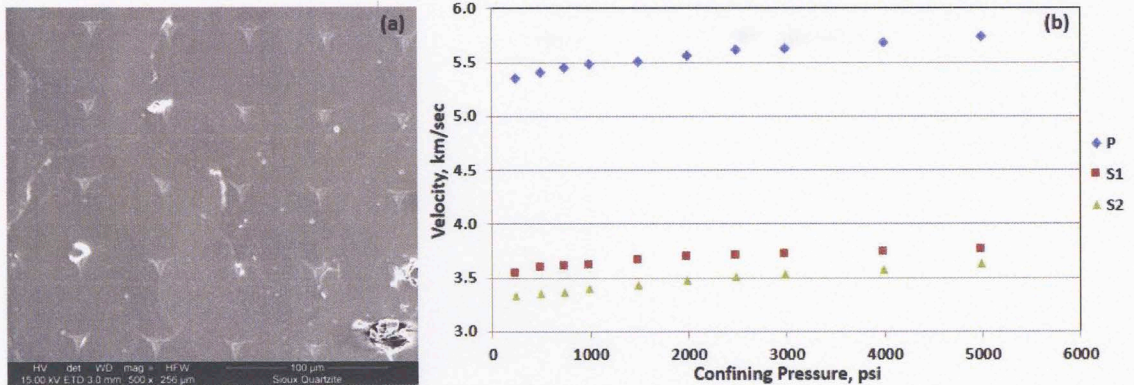 (a)
HV det WD mag HFW
15.00 kV ETD 3.0 mm 500 x 256 μm
100 μm
Sioux Quartzite
(b)
Velocity, km/sec
6.0
5.5
5.0
4.5
4.0
3.5
3.0
0 1000 2000 3000 4000 5000 6000
Confining Pressure, psi
P
S1
S2